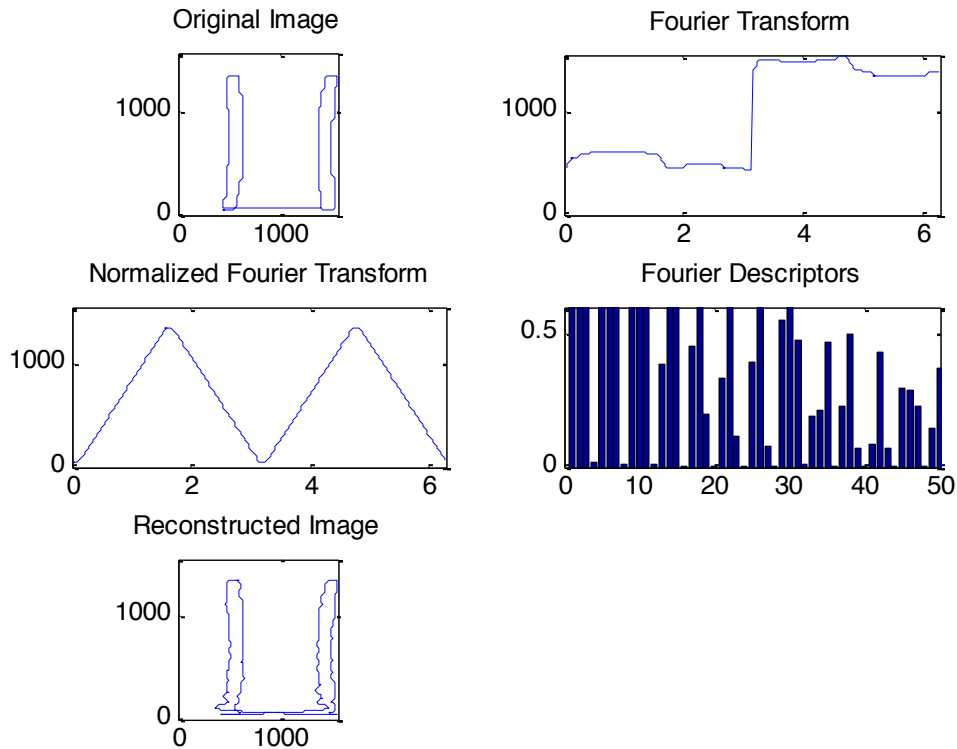 Original Image
1000
0
0 1000
Fourier Transform
1000
0
0 2 4 6
Normalized Fourier Transform
1000
0
0 2 4 6
Fourier Descriptors
0.5
0
0 10 20 30 40 50
Reconstructed Image
1000
0
0 1000